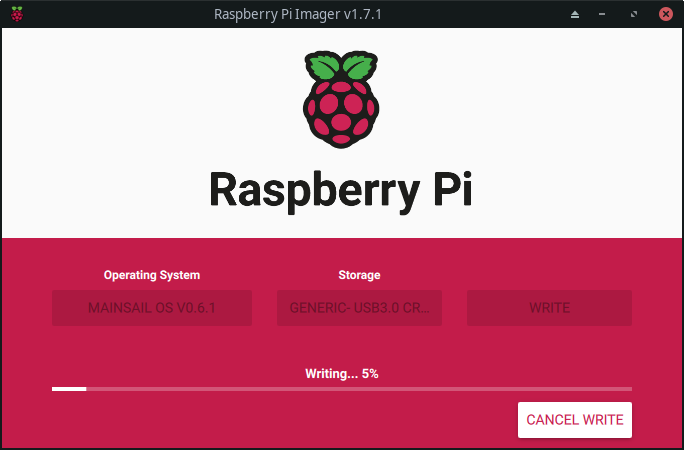 Raspberry Pi Imager v1.7.1
Raspberry Pi
Operating System
Storage
MAINSAIL OS V0.6.1
GENERIC- USB3.0 CR...
WRITE
Writing... 5%
CANCEL WRITE